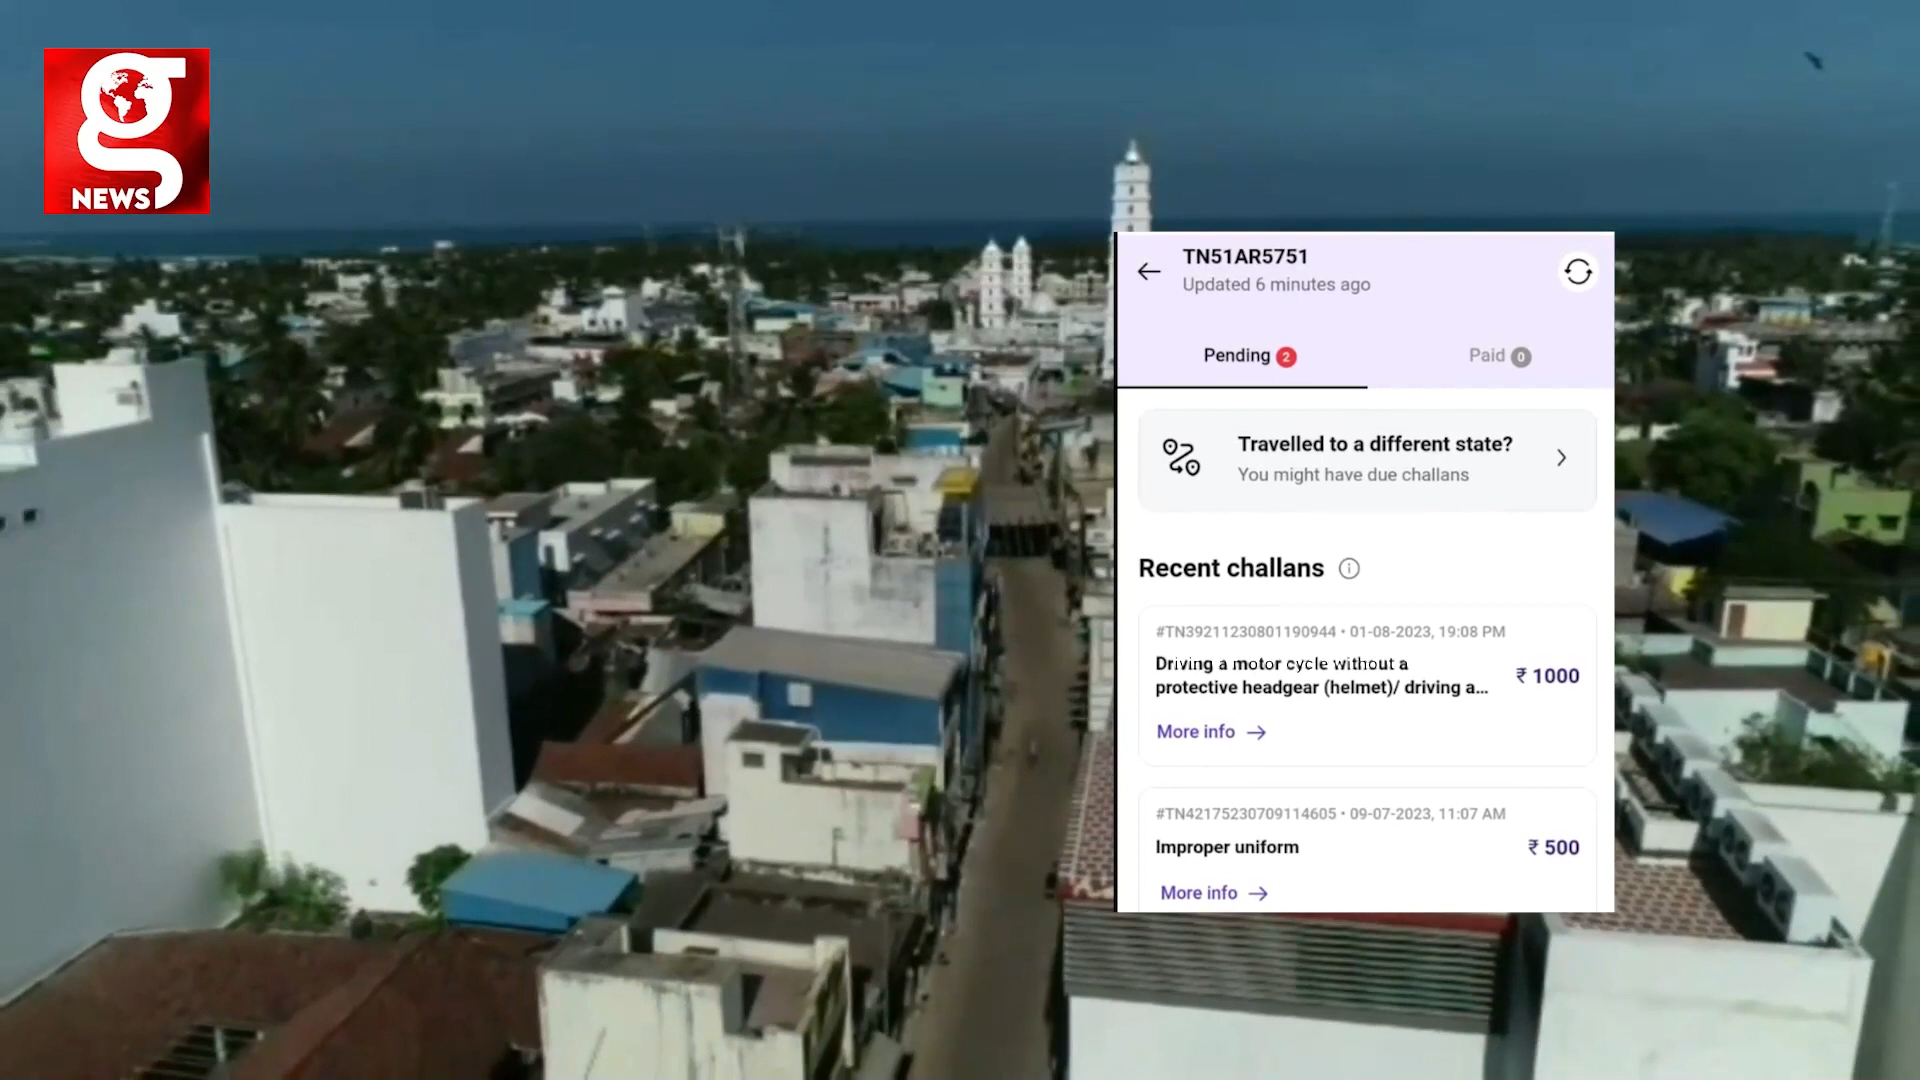 g
NEWS
TN51AR5751
Updated 6 minutes ago
Pending 2
Paid 0
Travelled to a different state?
You might have due challans
Recent challans
#TN39211230801190944 • 01-08-2023, 19:08 PM
Driving a motor cycle without a
protective headgear (helmet)/ driving a...
₹ 1000
More info
#TN42175230709114605 • 09-07-2023, 11:07 AM
Improper uniform
₹ 500
More info